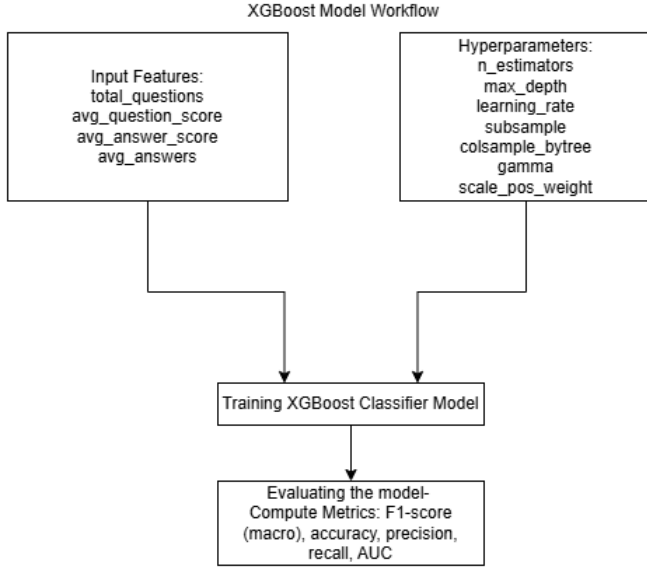 XGBoost Model Workflow
Input Features:
total_questions
avg_question_score
avg_answer_score
avg_answers
Hyperparameters:
n_estimators
max_depth
learning_rate
subsample
colsample_bytree
gamma
scale_pos_weight
Training XGBoost Classifier Model
Evaluating the model-
Compute Metrics: F1-score
(macro), accuracy, precision,
recall, AUC